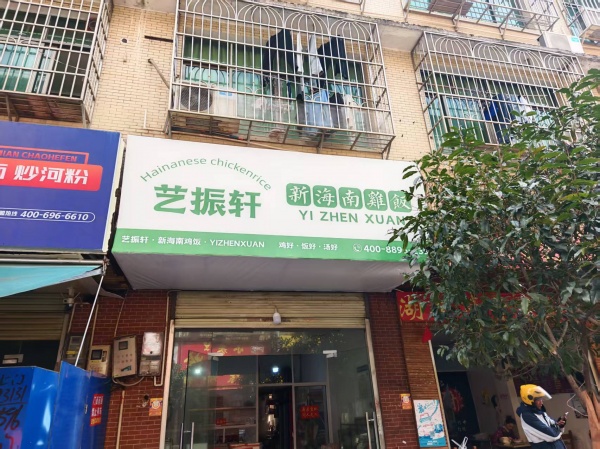 MIAN CHAOHEFEN
炒河粉
400-696-6610
Hainanese chickenrice
艺振轩
新海南雞飯
YI ZHEN XUAN
艺振轩·新海南鸡饭·YIZHENXUAN
鸡好·饭好·汤好
400-889
湖